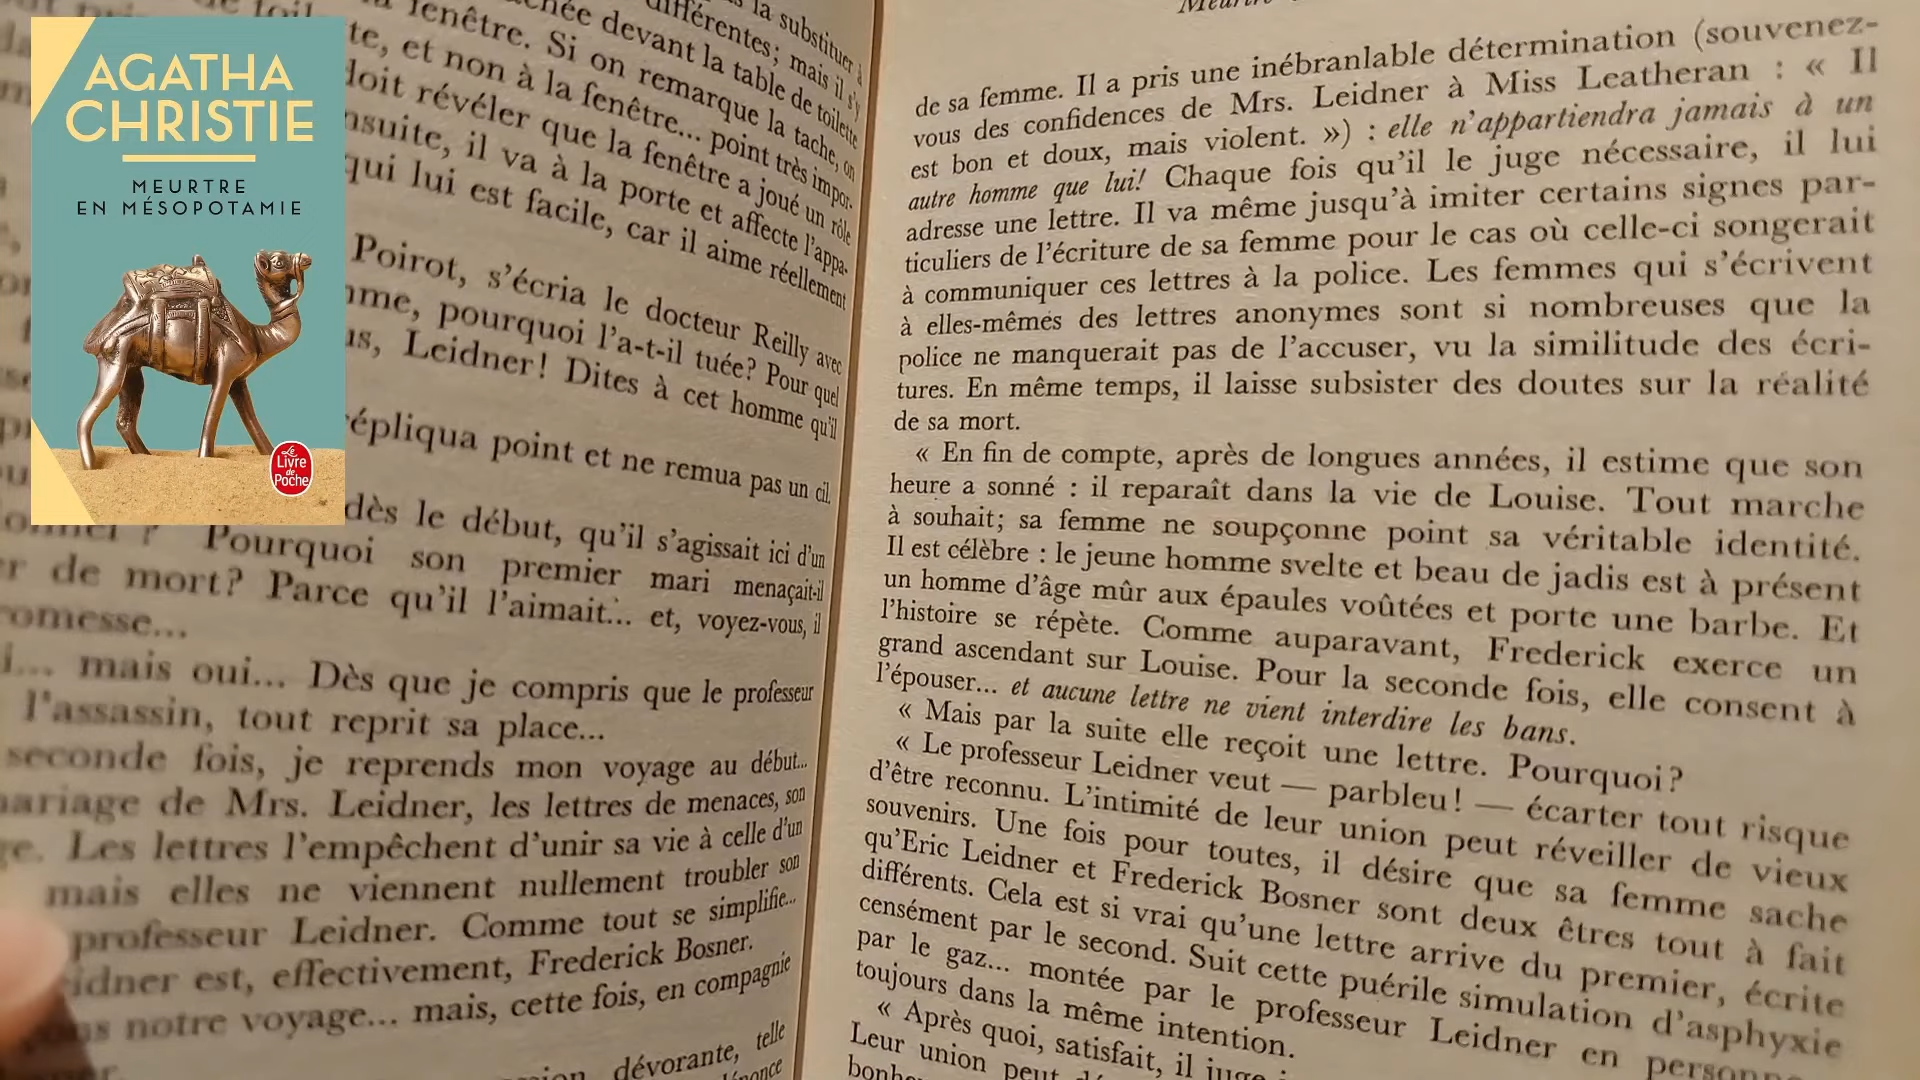 AGATHA
CHRISTIE
MEURTRE
EN MÉSOPOTAMIE
Le
Livre
de
Poche
la substituer à
différentes; mais il s'y
devant la table de toilette
fenêtre. Si on remarque la tache, on
te, et non à la fenêtre... point très impor-
doit révéler que la fenêtre a joué un rôle
nsuite, il va à la porte et affecte l'appa-
qui lui est facile, car il aime réellement
Poirot, s'écria le docteur Reilly avec
me, pourquoi l'a-t-il tuée? Pour quel
us, Leidner! Dites à cet homme qu'il
répliqua point et ne remua pas un cil.
dès le début, qu'il s'agissait ici d'un
? Pourquoi son premier mari menaçait-il
de mort? Parce qu'il l'aimait... et, voyez-vous, il
omesse...
i... mais oui... Dès que je compris que le professeur
l'assassin, tout reprit sa place...
seconde fois, je reprends mon voyage au début...
mariage de Mrs. Leidner, les lettres de menaces, son
ge. Les lettres l'empêchent d'unir sa vie à celle d'un
mais elles ne viennent nullement troubler son
professeur Leidner. Comme tout se simplifie...
eidner est, effectivement, Frederick Bosner.
notre voyage... mais, cette fois, en compagnie
dévorante, telle
de sa femme. Il a pris une inébranlable détermination (souvenez-
vous des confidences de Mrs. Leidner à Miss Leatheran : « Il
est bon et doux, mais violent. ») : elle n'appartiendra jamais à un
autre homme que lui! Chaque fois qu'il le juge nécessaire, il lui
adresse une lettre. Il va même jusqu'à imiter certains signes par-
ticuliers de l'écriture de sa femme pour le cas où celle-ci songerait
à communiquer ces lettres à la police. Les femmes qui s'écrivent
à elles-mêmes des lettres anonymes sont si nombreuses que la
police ne manquerait pas de l'accuser, vu la similitude des écri-
tures. En même temps, il laisse subsister des doutes sur la réalité
de sa mort.
« En fin de compte, après de longues années, il estime que son
heure a sonné : il reparaît dans la vie de Louise. Tout marche
à souhait; sa femme ne soupçonne point sa véritable identité.
Il est célèbre : le jeune homme svelte et beau de jadis est à présent
un homme d'âge mûr aux épaules voûtées et porte une barbe. Et
l'histoire se répète. Comme auparavant, Frederick exerce un
grand ascendant sur Louise. Pour la seconde fois, elle consent à
l'épouser... et aucune lettre ne vient interdire les bans.
« Mais par la suite elle reçoit une lettre. Pourquoi?
« Le professeur Leidner veut — parbleu! — écarter tout risque
d'être reconnu. L'intimité de leur union peut réveiller de vieux
souvenirs. Une fois pour toutes, il désire que sa femme sache
qu'Eric Leidner et Frederick Bosner sont deux êtres tout à fait
différents. Cela est si vrai qu'une lettre arrive du premier, écrite
censément par le second. Suit cette puérile simulation d'asphyxie
par le gaz... montée par le professeur Leidner en personne
toujours dans la même intention.
« Après quoi, satisfait, il juge
Leur union peut